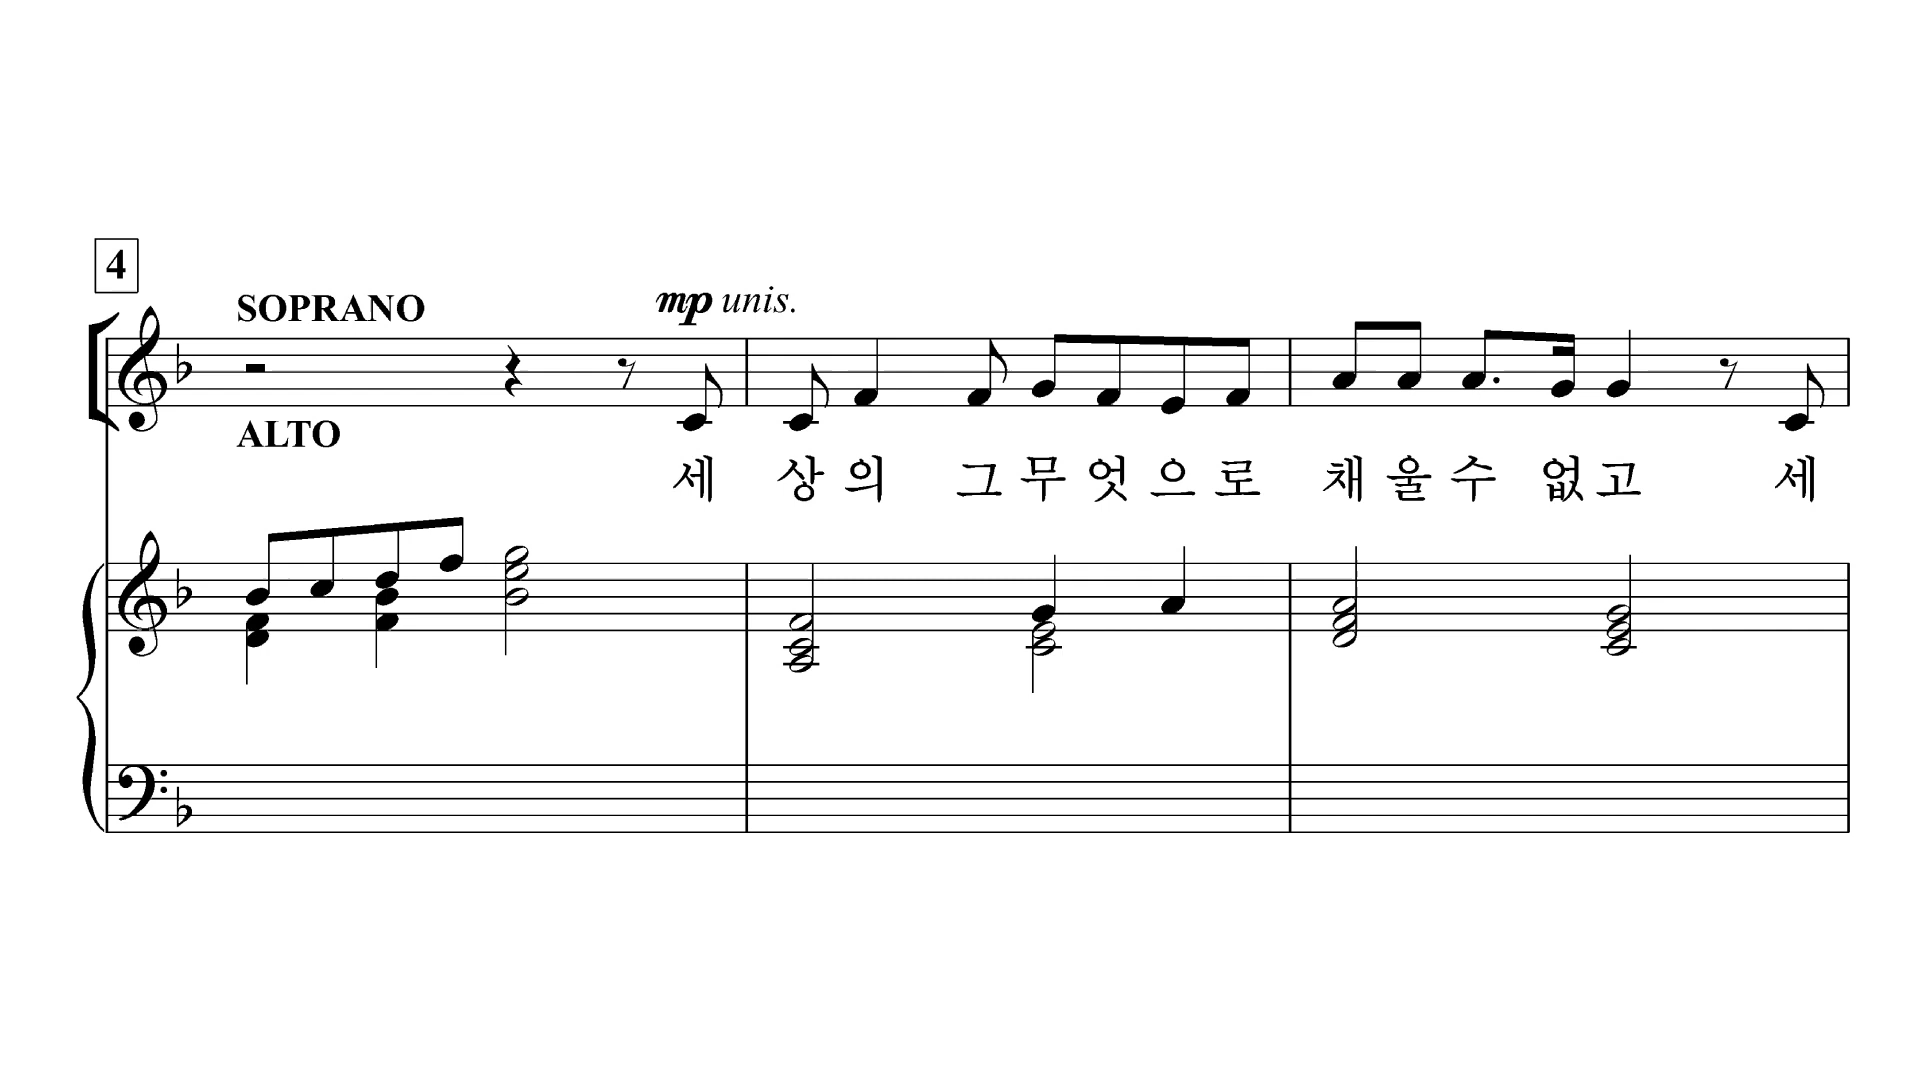 4
SOPRANO
mp unis.
ALTO
세 상 의 그 무 엇 으 로 채 울 수 없 고 세